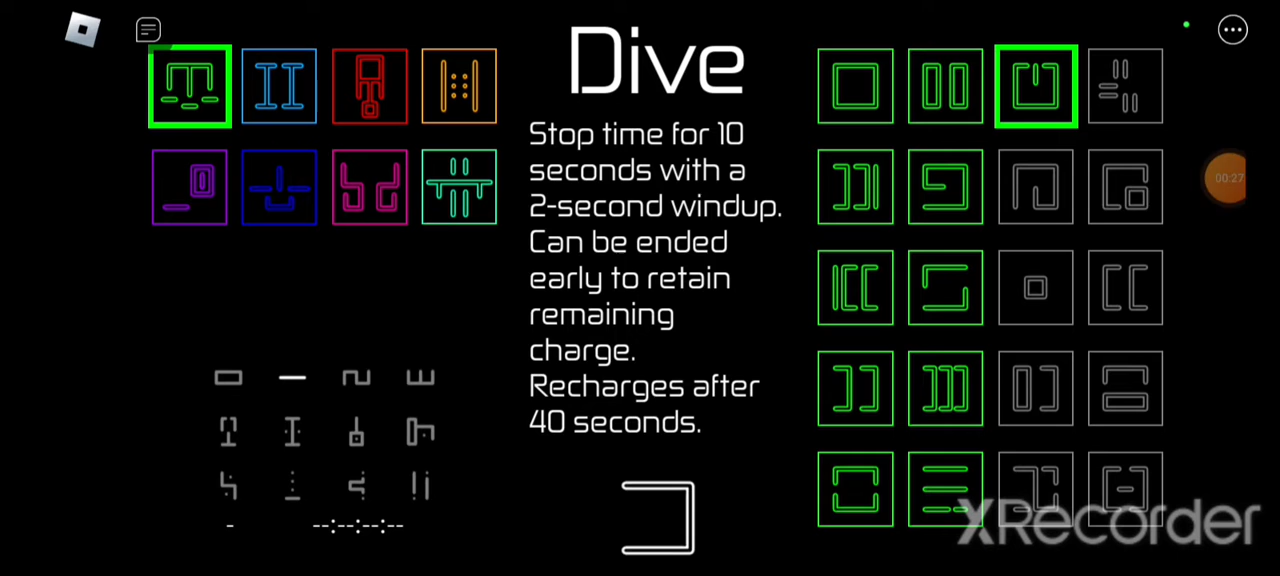 Dive
Stop time for 10
seconds with a
2-second windup.
Can be ended
early to retain
remaining
charge.
Recharges after
40 seconds.
00:27
-
--:--:--:--
XRecorder